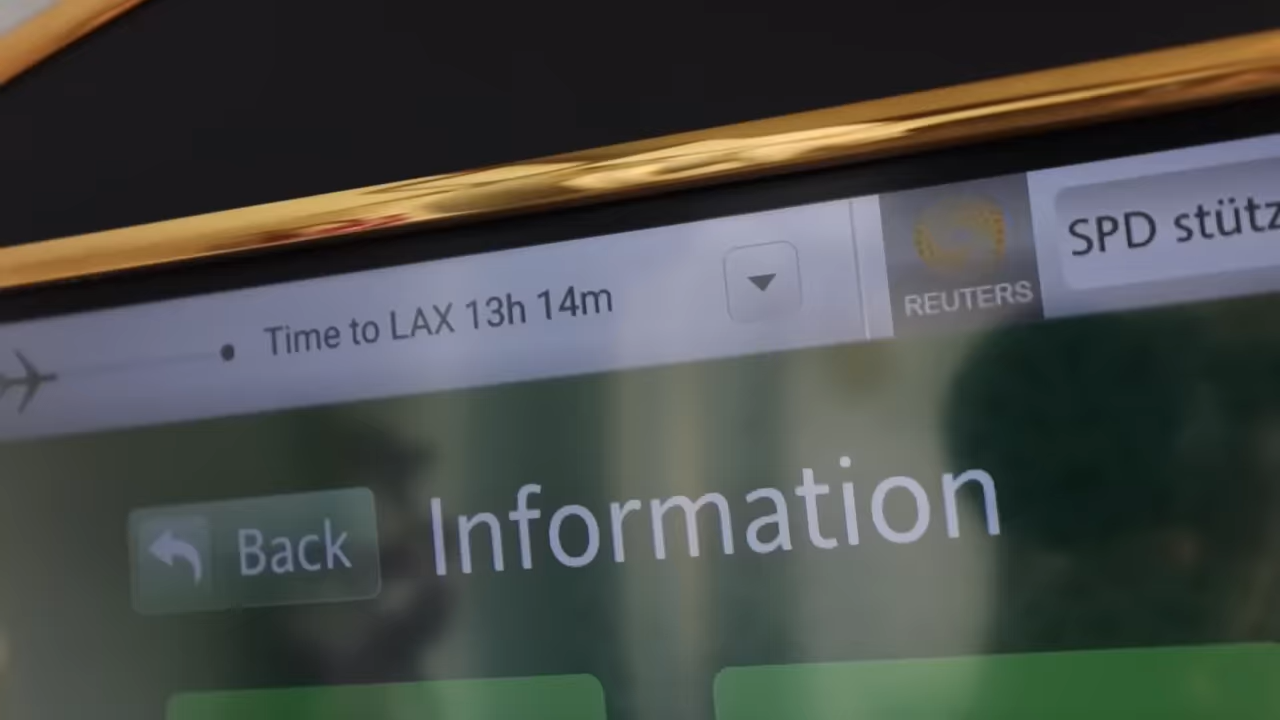 Time to LAX 13h 14m
REUTERS
SPD stütz
Back
Information